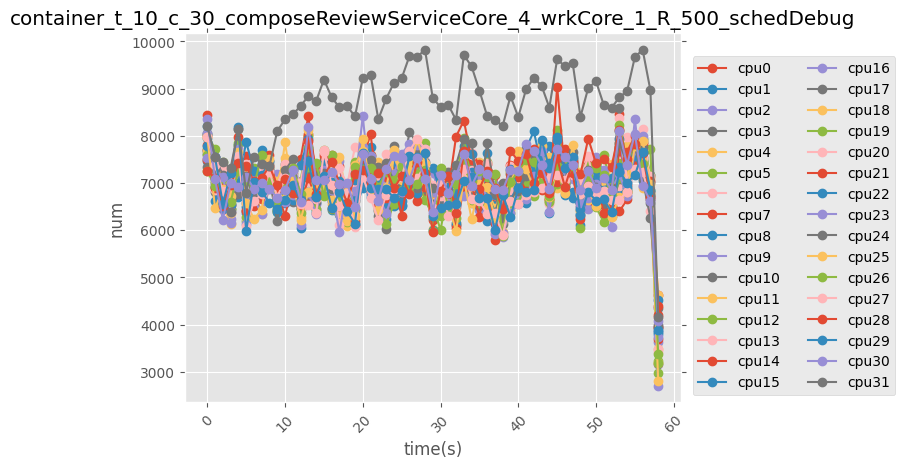 container_t_10_c_30_composeReviewServiceCore_4_wrkCore_1_R_500_schedDebug
10000
9000
8000
7000
6000
5000
4000
3000
num
0
10
20
30
40
50
60
time(s)
cpu0
cpu1
cpu2
cpu3
cpu4
cpu5
cpu6
cpu7
cpu8
cpu9
cpu10
cpu11
cpu12
cpu13
cpu14
cpu15
cpu16
cpu17
cpu18
cpu19
cpu20
cpu21
cpu22
cpu23
cpu24
cpu25
cpu26
cpu27
cpu28
cpu29
cpu30
cpu31